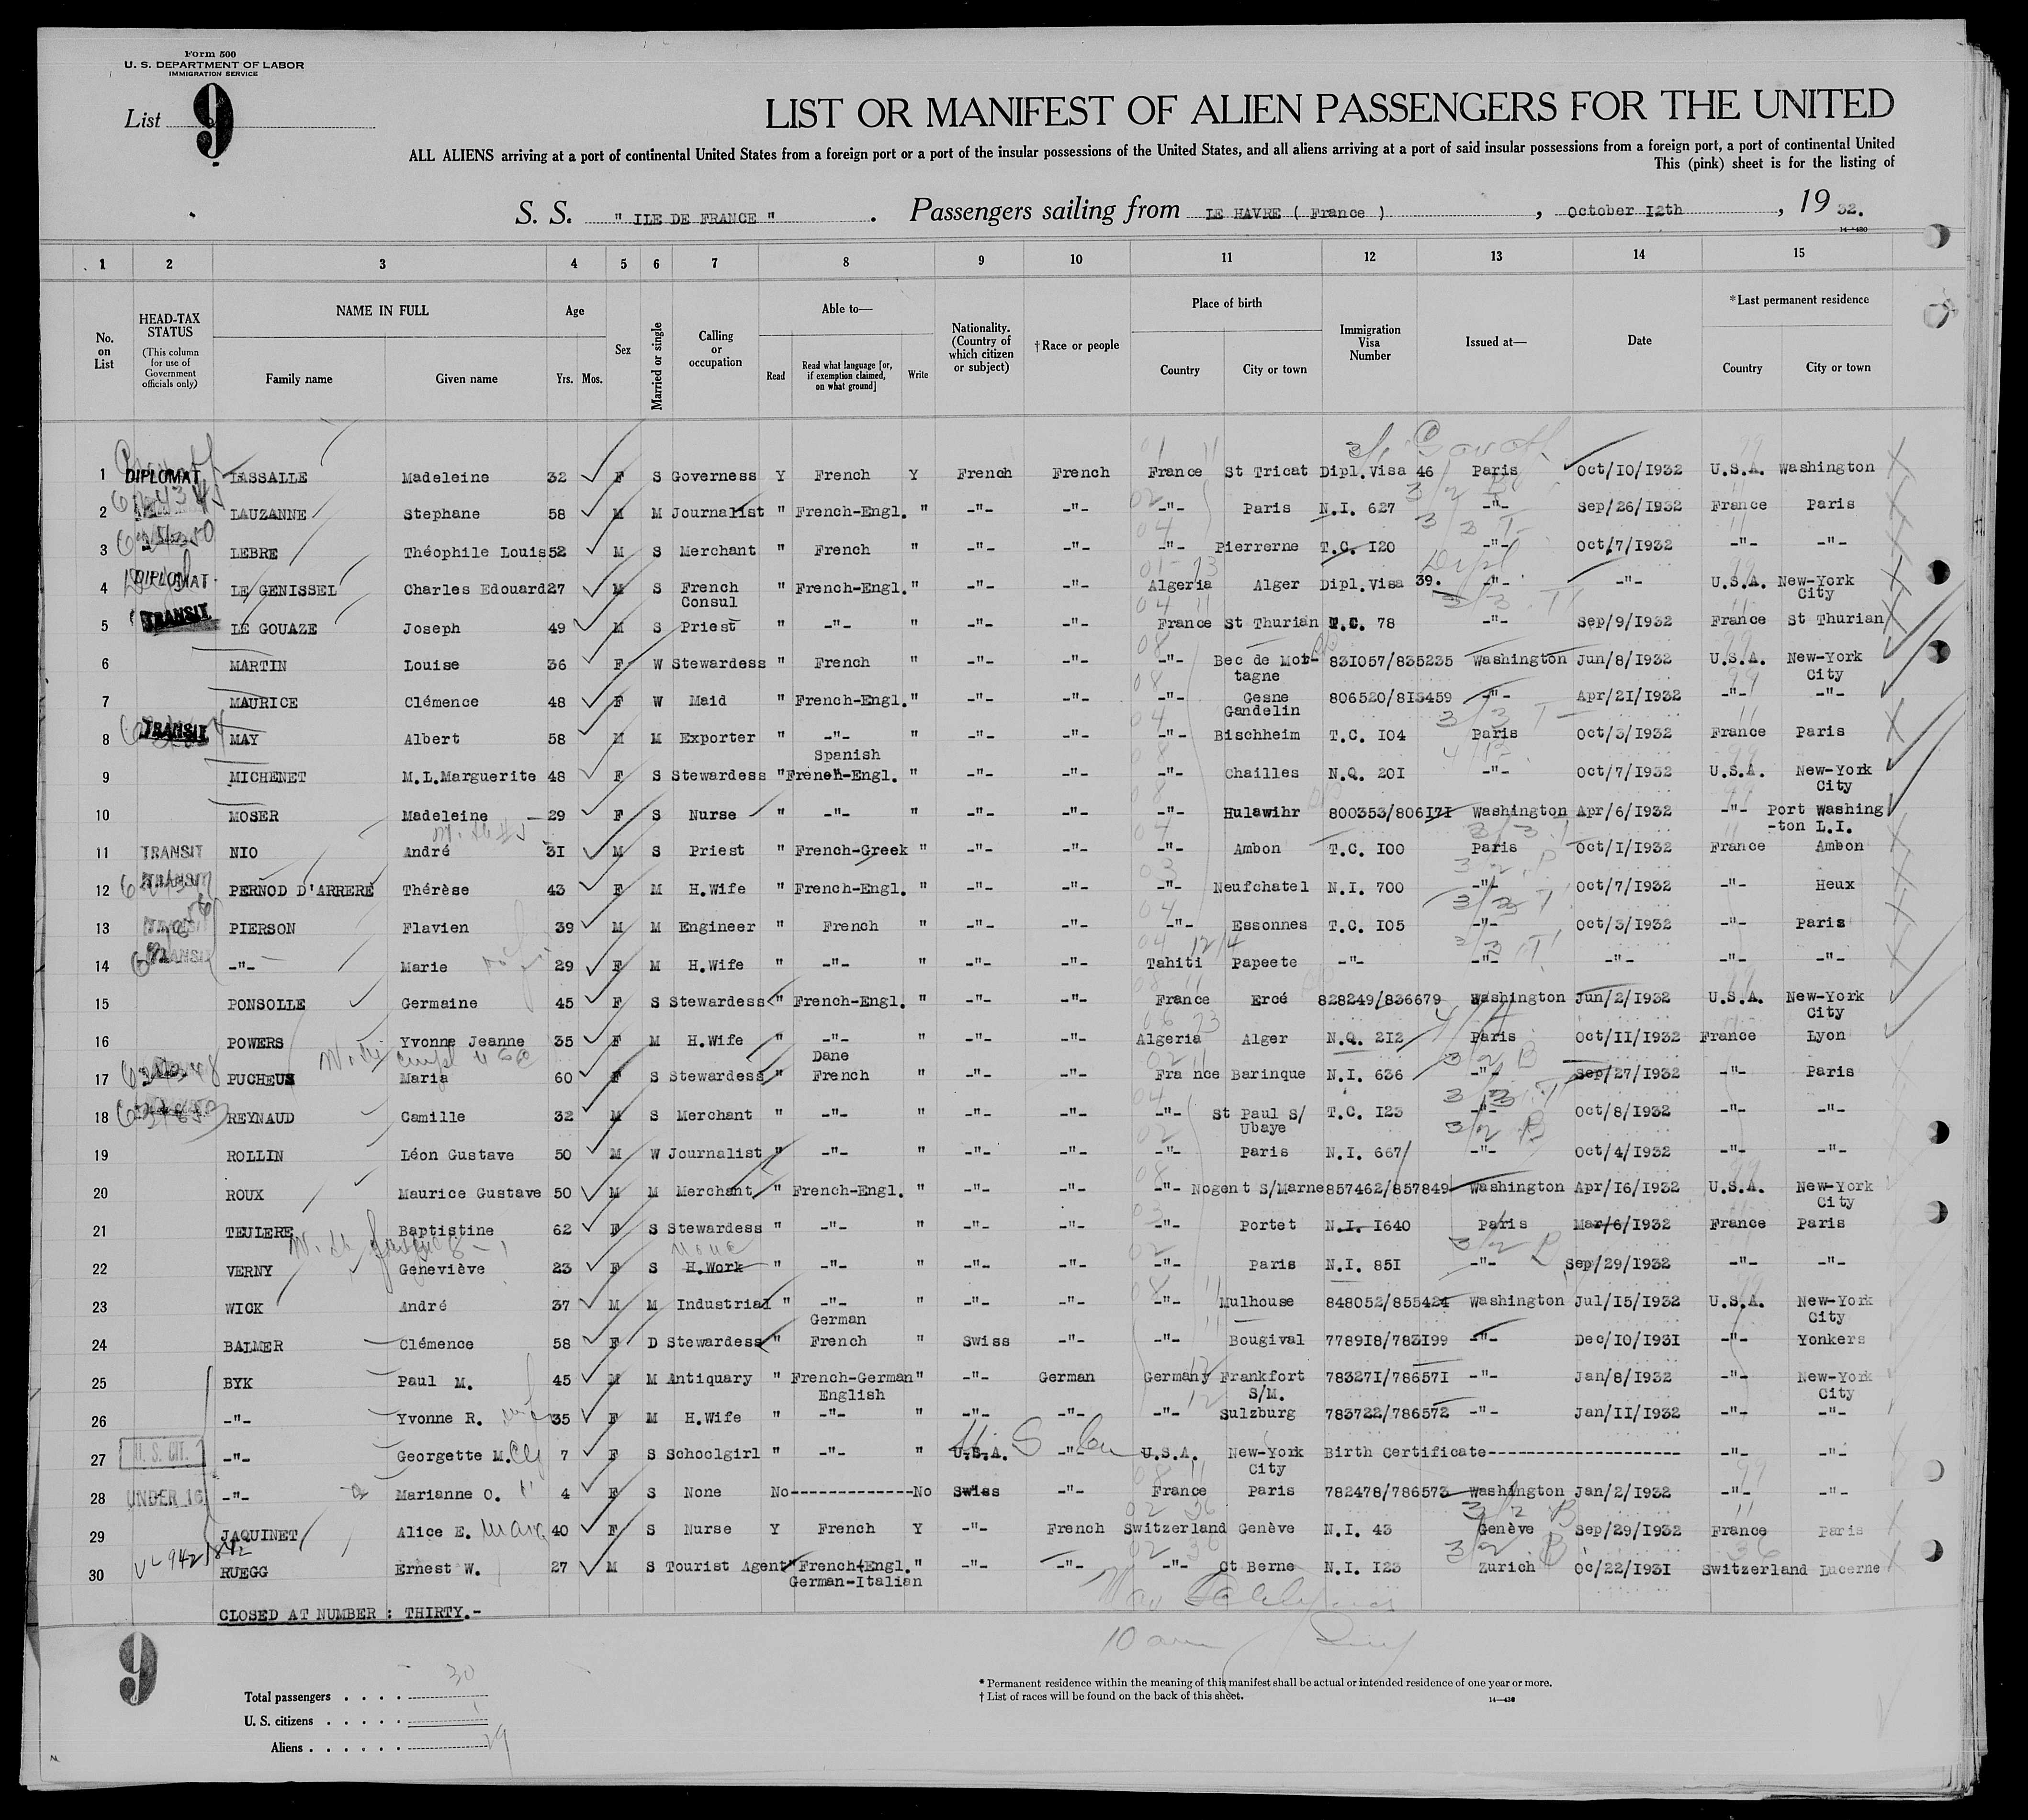 Form 500
U. S. DEPARTMENT OF LABOR
IMMIGRATION SERVICE
List 9
LIST OR MANIFEST OF ALIEN PASSENGERS FOR THE UNITED
ALL ALIENS arriving at a port of continental United States from a foreign port or a port of the insular possessions of the United States, and all aliens arriving at a port of said insular possessions from a foreign port, a port of continental United
This (pink) sheet is for the listing of
S. S. " ILE DE FRANCE " . Passengers sailing from LE HAVRE ( France ) , October I2th , 19 32.
14-430
1 2 3 4 5 6 7 8 9 10 11 12 13 14 15
No. on List
HEAD-TAX STATUS (This column for use of Government officials only)
NAME IN FULL Family name Given name
Age Yrs. Mos.
Sex
Married or single
Calling or occupation
Able to— Read Read what language [or, if exemption claimed, on what ground] Write
Nationality. (Country of which citizen or subject)
†Race or people
Place of birth Country City or town
Immigration Visa Number
Issued at—
Date
*Last permanent residence Country City or town
1 DIPLOMAT LASSALLE Madeleine 32 F S Governess Y French Y French French France St Tricat Dipl.Visa 46 Paris Oct/10/1932 U.S.A. Washington
2 LAUZANNE Stephane 58 M M Journalist " French-Engl. " -"- -"- -"- Paris N.I. 627 -"- Sep/26/1932 France Paris
3 LEBRE Théophile Louis 52 M S Merchant " French " -"- -"- -"- Pierrerne T.C. I20 -"- Oct/7/1932 -"- -"-
4 DIPLOMAT LE GENISSEL Charles Edouard 27 M S French Consul " French-Engl. " -"- -"- Algeria Alger Dipl.Visa 39. -"- -"- U.S.A. New-York City
5 TRANSIT LE GOUAZE Joseph 49 M S Priest " -"- " -"- -"- France St Thurian T.C. 78 -"- Sep/9/1932 France St Thurian
6 MARTIN Louise 36 F W Stewardess " French " -"- -"- -"- Bec de Mortagne 831057/835235 Washington Jun/8/1932 U.S.A. New-York City
7 MAURICE Clémence 48 F W Maid " French-Engl. " -"- -"- -"- Gesne Gandelin 806520/813459 -"- Apr/21/1932 -"- -"-
8 TRANSIT MAY Albert 58 M M Exporter " -"- Spanish " -"- -"- -"- Bischheim T.C. I04 Paris Oct/3/1932 France Paris
9 MICHENET M.L.Marguerite 48 F S Stewardess " French-Engl. " -"- -"- -"- Chailles N.Q. 20I -"- Oct/7/1932 U.S.A. New-York City
10 MOSER Madeleine 29 F S Nurse " -"- " -"- -"- -"- Hulawihr 800353/806171 Washington Apr/6/1932 -"- Port Washing-ton L.I.
11 TRANSIT NIO André 3I M S Priest " French-Greek " -"- -"- -"- Ambon T.C. I00 Paris Oct/1/1932 France Ambon
12 TRANSIT PERNOD D'ARRERE Thérèse 43 F M H.Wife " French-Engl. " -"- -"- -"- Neufchatel N.I. 700 -"- Oct/7/1932 -"- Heux
13 TRANSIT PIERSON Flavien 39 M M Engineer " French " -"- -"- -"- Essonnes T.C. I05 -"- Oct/3/1932 -"- Paris
14 TRANSIT -"- Marie 29 F M H.Wife " -"- " -"- -"- Tahiti Papeete -"- -"- -"- -"- -"-
15 PONSOLLE Germaine 45 F S Stewardess " French-Engl. " -"- -"- France Ercé 828249/836679 Washington Jun/2/1932 U.S.A. New-York City
16 POWERS Yvonne Jeanne 35 F M H.Wife " -"- Dane " -"- -"- Algeria Alger N.Q. 2I2 Paris Oct/11/1932 France Lyon
17 PUCHEUS Maria 60 F S Stewardess " French " -"- -"- France Barinque N.I. 636 -"- Sep/27/1932 -"- Paris
18 REYNAUD Camille 32 M S Merchant " -"- " -"- -"- -"- St Paul S/ Ubaye T.C. I23 -"- Oct/8/1932 -"- -"-
19 ROLLIN Léon Gustave 50 M W Journalist " -"- " -"- -"- -"- Paris N.I. 667 -"- Oct/4/1932 -"- -"-
20 ROUX Maurice Gustave 50 M M Merchant " French-Engl. " -"- -"- -"- Nogent S/Marne 857462/857849 Washington Apr/16/1932 U.S.A. New-York City
21 TEULERE Baptistine 62 F S Stewardess " -"- " -"- -"- -"- Portet N.I. I640 Paris Mar/6/1932 France Paris
22 VERNY Geneviève 23 F S H.Work None " -"- " -"- -"- -"- Paris N.I. 85I -"- Sep/29/1932 -"- -"-
23 WICK André 37 M M Industrial " -"- German " -"- -"- -"- Mulhouse 848052/855424 Washington Jul/15/1932 U.S.A. New-York City
24 BALMER Clémence 58 F D Stewardess " French " Swiss -"- -"- Bougival 778918/783199 -"- Dec/10/1931 -"- Yonkers
25 BYK Paul M. 45 M M Antiquary " French-German English " -"- German Germany Frankfort S/M. 783271/786571 -"- Jan/8/1932 -"- New-York City
26 -"- Yvonne R. 35 F M H.Wife " -"- " -"- -"- -"- Sulzburg 783722/786572 -"- Jan/11/1932 -"- -"-
27 U.S. CIT. -"- Georgette M. 7 F S Schoolgirl " -"- " U.S.A. -"- U.S.A. New-York City Birth Certificate -"- -"-
28 UNDER 16 -"- Marianne O. 4 F S None No-------------No Swiss -"- France Paris 782478/786573 Washington Jan/2/1932 -"- -"-
29 JAQUINET Alice E. 40 F S Nurse Y French Y -"- French Switzerland Genève N.I. 43 Genève Sep/29/1932 France Paris
30 RUEGG Ernest W. 27 M S Tourist Agent " French-Engl. German-Italian " -"- -"- -"- Ct Berne N.I. I23 Zurich Oc/22/1931 Switzerland Lucerne
CLOSED AT NUMBER : THIRTY.-
9
Total passengers . . . . 30
U. S. citizens . . . . . 1
Aliens . . . . . . 29
* Permanent residence within the meaning of this manifest shall be actual or intended residence of one year or more.
† List of races will be found on the back of this sheet.
14-430